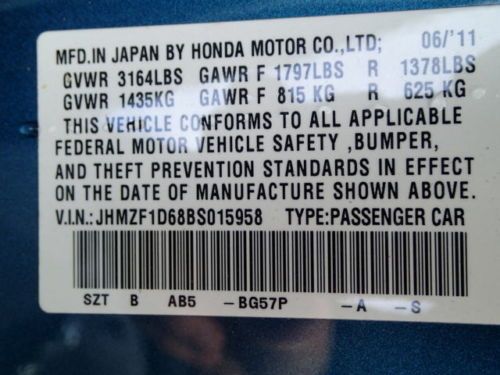 MFD.IN JAPAN BY HONDA MOTOR CO.,LTD; 06/'11
GVWR 3164LBS GAWR F 1797LBS R 1378LBS
GVWR 1435KG GAWR F 815 KG R 625 KG
THIS VEHICLE CONFORMS TO ALL APPLICABLE
FEDERAL MOTOR VEHICLE SAFETY ,BUMPER,
AND THEFT PREVENTION STANDARDS IN EFFECT
ON THE DATE OF MANUFACTURE SHOWN ABOVE.
V.I.N.:JHMZF1D68BS015958 TYPE:PASSENGER CAR
SZT B AB5 -BG57P -A -S